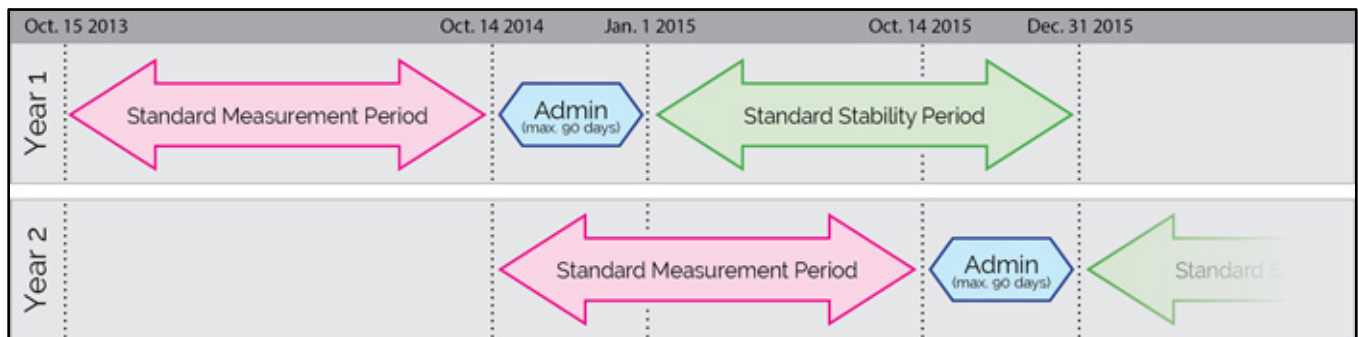 Oct. 15 2013 Oct. 14 2014 Jan. 1 2015 Oct. 14 2015 Dec. 31 2015
Year 1
Standard Measurement Period
Admin
(max. 90 days)
Standard Stability Period
Year 2
Standard Measurement Period
Admin
(max. 90 days)
Standard S